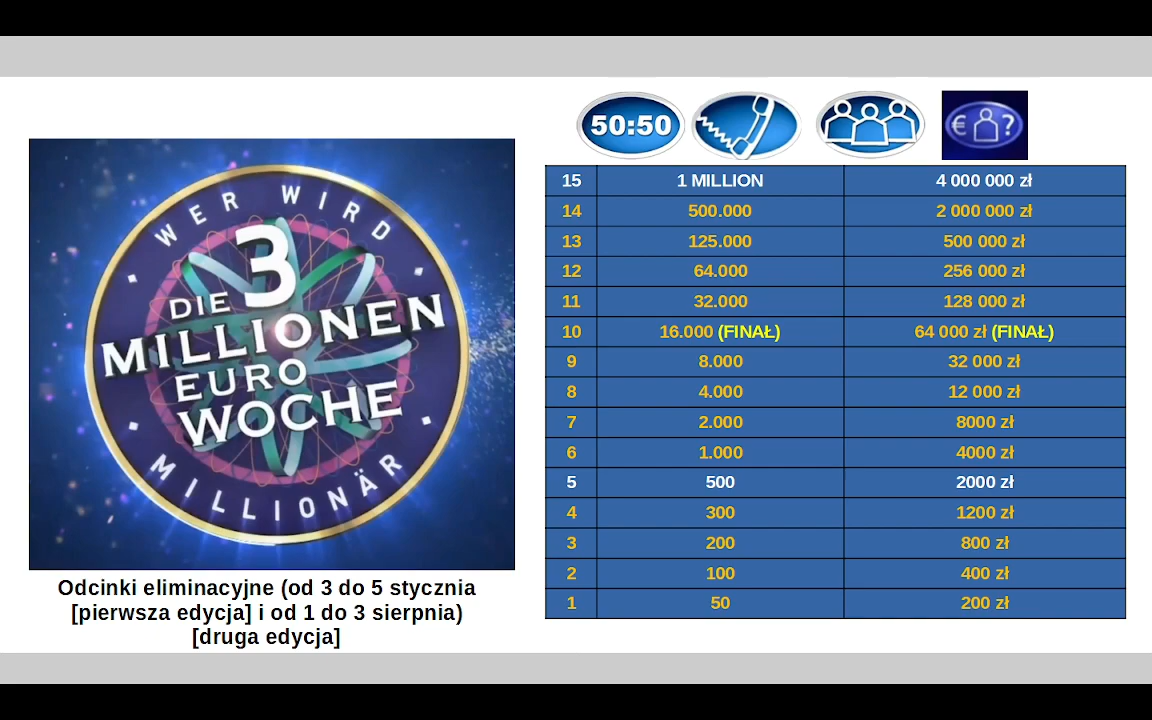 50:50
€ ?
WER WIRD
DIE 3
MILLIONEN
EURO
WOCHE
MILLIONÄR
15 1 MILLION 4 000 000 zł
14 500.000 2 000 000 zł
13 125.000 500 000 zł
12 64.000 256 000 zł
11 32.000 128 000 zł
10 16.000 (FINAŁ) 64 000 zł (FINAŁ)
9 8.000 32 000 zł
8 4.000 12 000 zł
7 2.000 8000 zł
6 1.000 4000 zł
5 500 2000 zł
4 300 1200 zł
3 200 800 zł
2 100 400 zł
1 50 200 zł
Odcinki eliminacyjne (od 3 do 5 stycznia
[pierwsza edycja] i od 1 do 3 sierpnia)
[druga edycja]